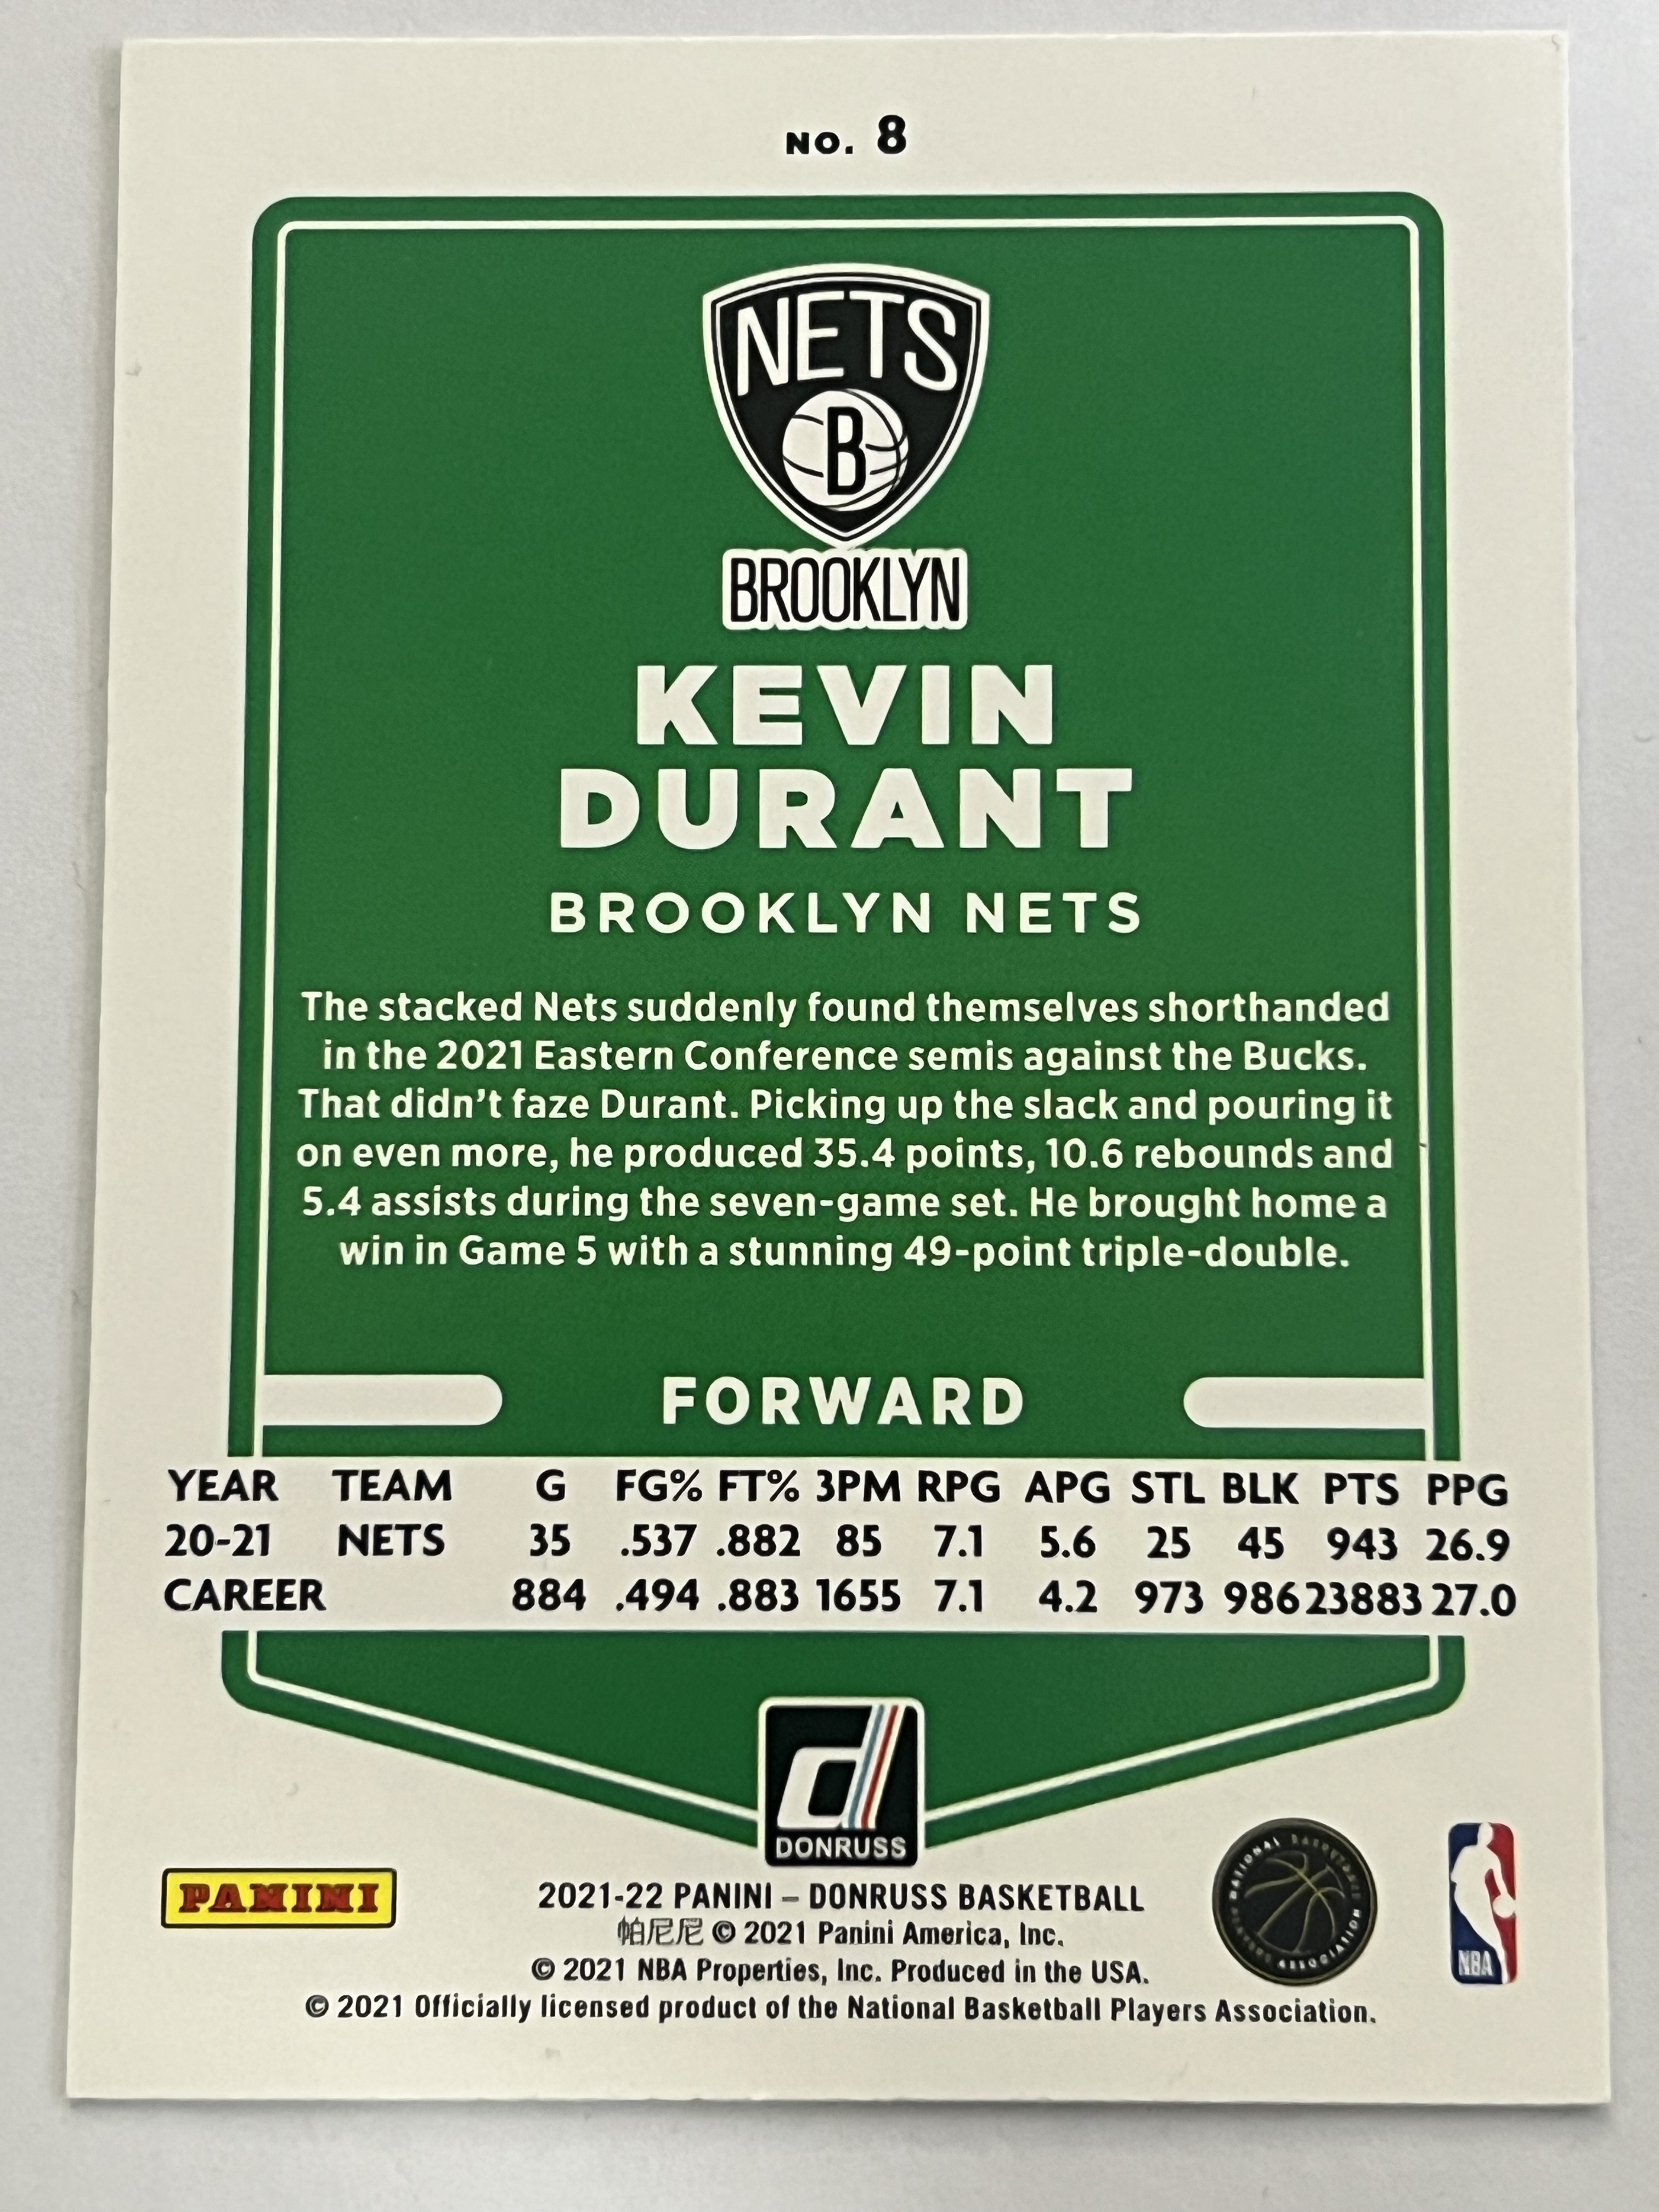 NO. 8
NETS
B
BROOKLYN
KEVIN
DURANT
BROOKLYN NETS
The stacked Nets suddenly found themselves shorthanded
in the 2021 Eastern Conference semis against the Bucks.
That didn't faze Durant. Picking up the slack and pouring it
on even more, he produced 35.4 points, 10.6 rebounds and
5.4 assists during the seven-game set. He brought home a
win in Game 5 with a stunning 49-point triple-double.
FORWARD
YEAR TEAM G FG% FT% 3PM RPG APG STL BLK PTS PPG
20-21 NETS 35 .537 .882 85 7.1 5.6 25 45 943 26.9
CAREER 884 .494 .883 1655 7.1 4.2 973 986 23883 27.0
d
DONRUSS
PANINI
2021-22 PANINI – DONRUSS BASKETBALL
帕尼尼 © 2021 Panini America, Inc.
© 2021 NBA Properties, Inc. Produced in the USA.
© 2021 Officially licensed product of the National Basketball Players Association.
NATIONAL BASKETBALL PLAYERS ASSOCIATION
NBA